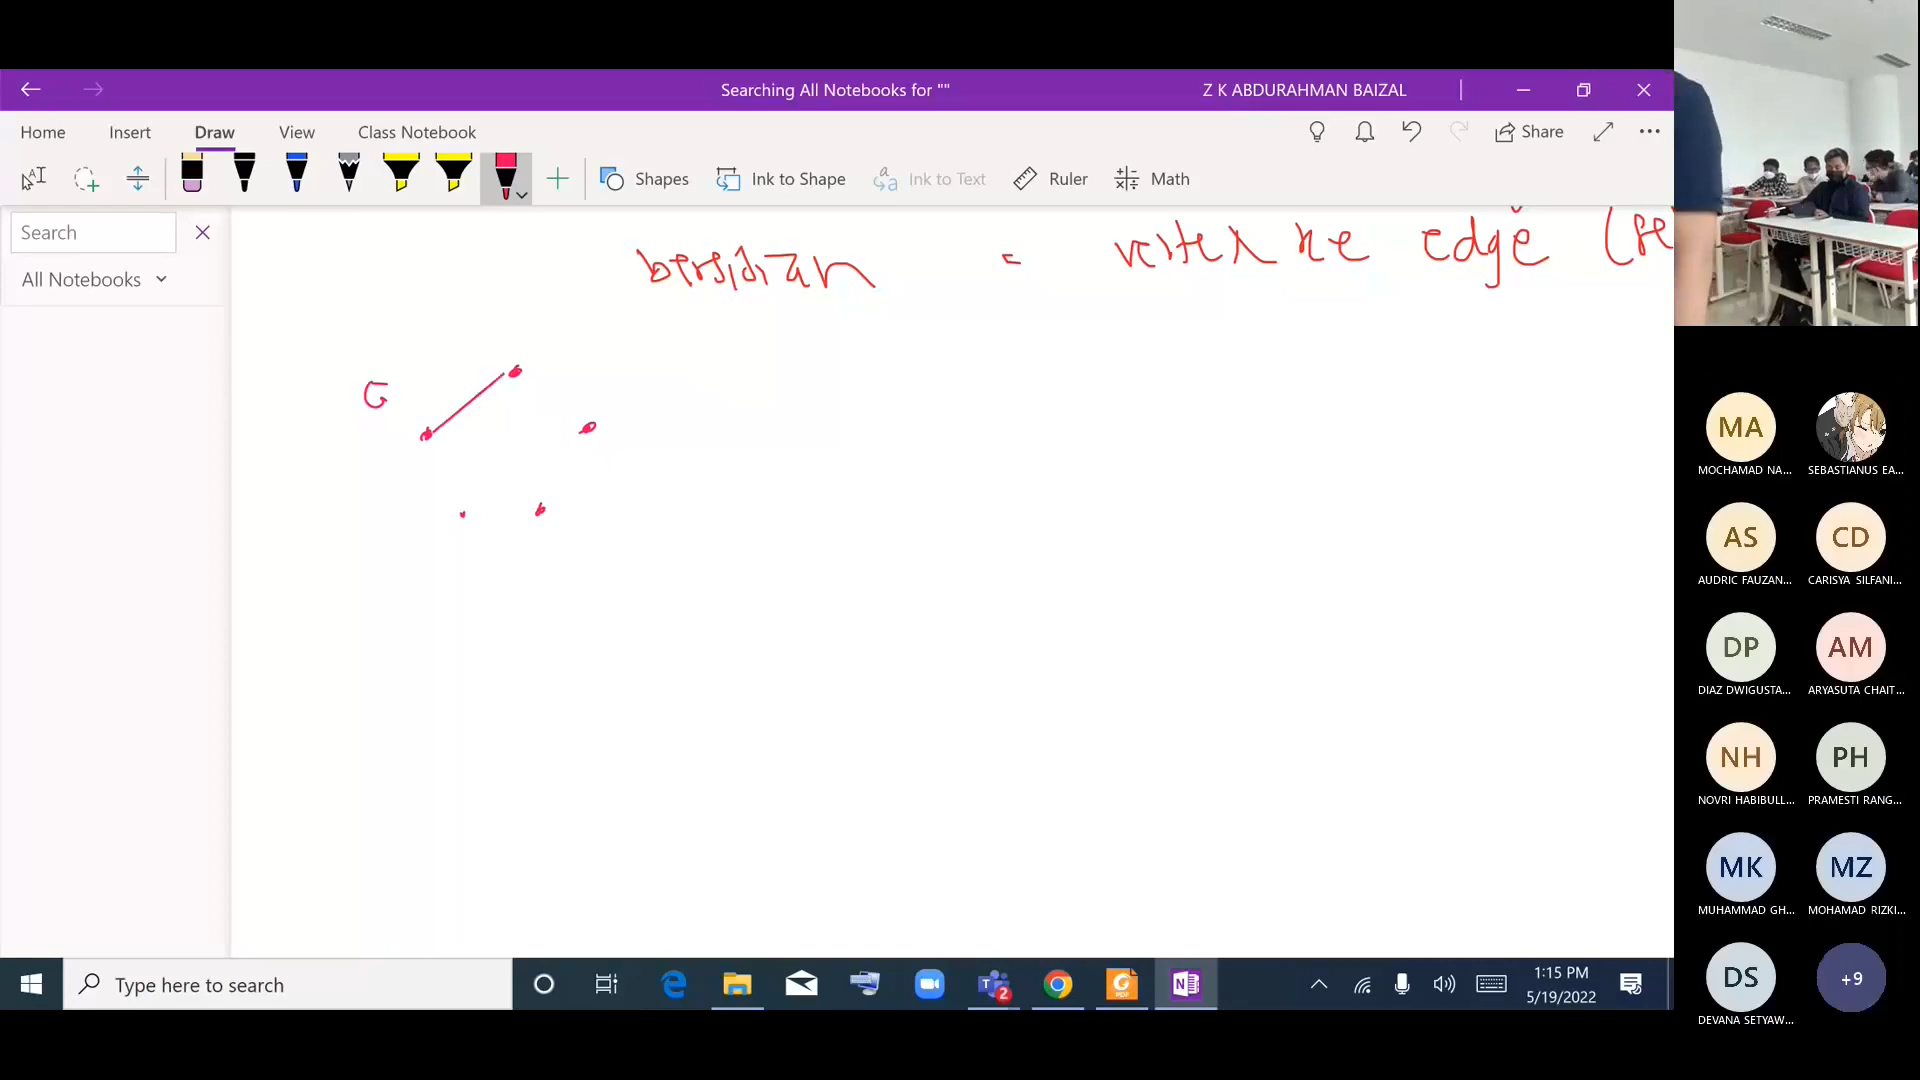 Searching All Notebooks for "" Z K ABDURAHMAN BAIZAL
Home Insert Draw View Class Notebook Share
Shapes Ink to Shape Ink to Text Ruler Math
Search
All Notebooks
= vertex ke edge (se
G
MA
MOCHAMAD NA... SEBASTIANUS EA...
AS CD
AUDRIC FAUZAN... CARISYA SILFANI...
DP AM
DIAZ DWIGUSTA... ARYASUTA CHAIT...
NH PH
NOVRI HABIBULL... PRAMESTI RANG...
MK MZ
MUHAMMAD GH... MOHAMAD RIZKI...
DS +9
DEVANA SETYAW...
Type here to search 2 PDF 1:15 PM
5/19/2022